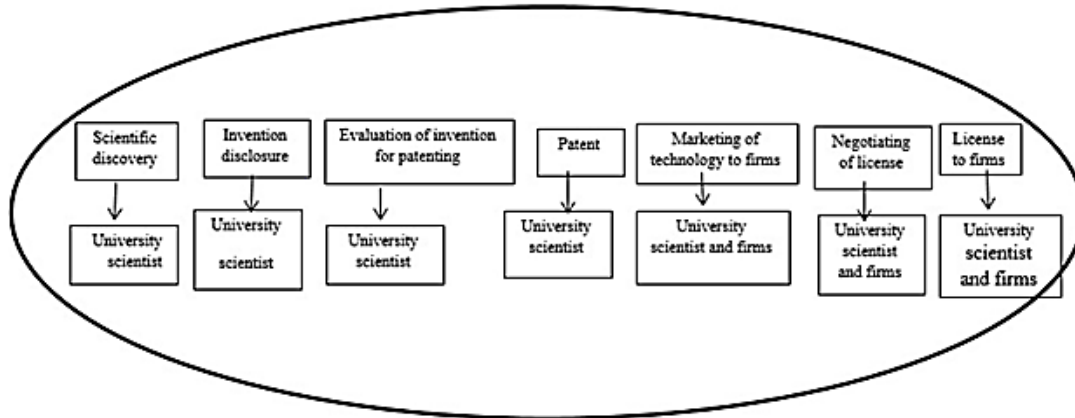 Scientific
discovery
Invention
disclosure
Evaluation of invention
for patenting
Patent
Marketing of
technology to firms
Negotiating
of license
License
to firms
University
scientist
University
scientist
University
scientist
University
scientist
University
scientist and firms
University
scientist
and firms
University
scientist
and firms